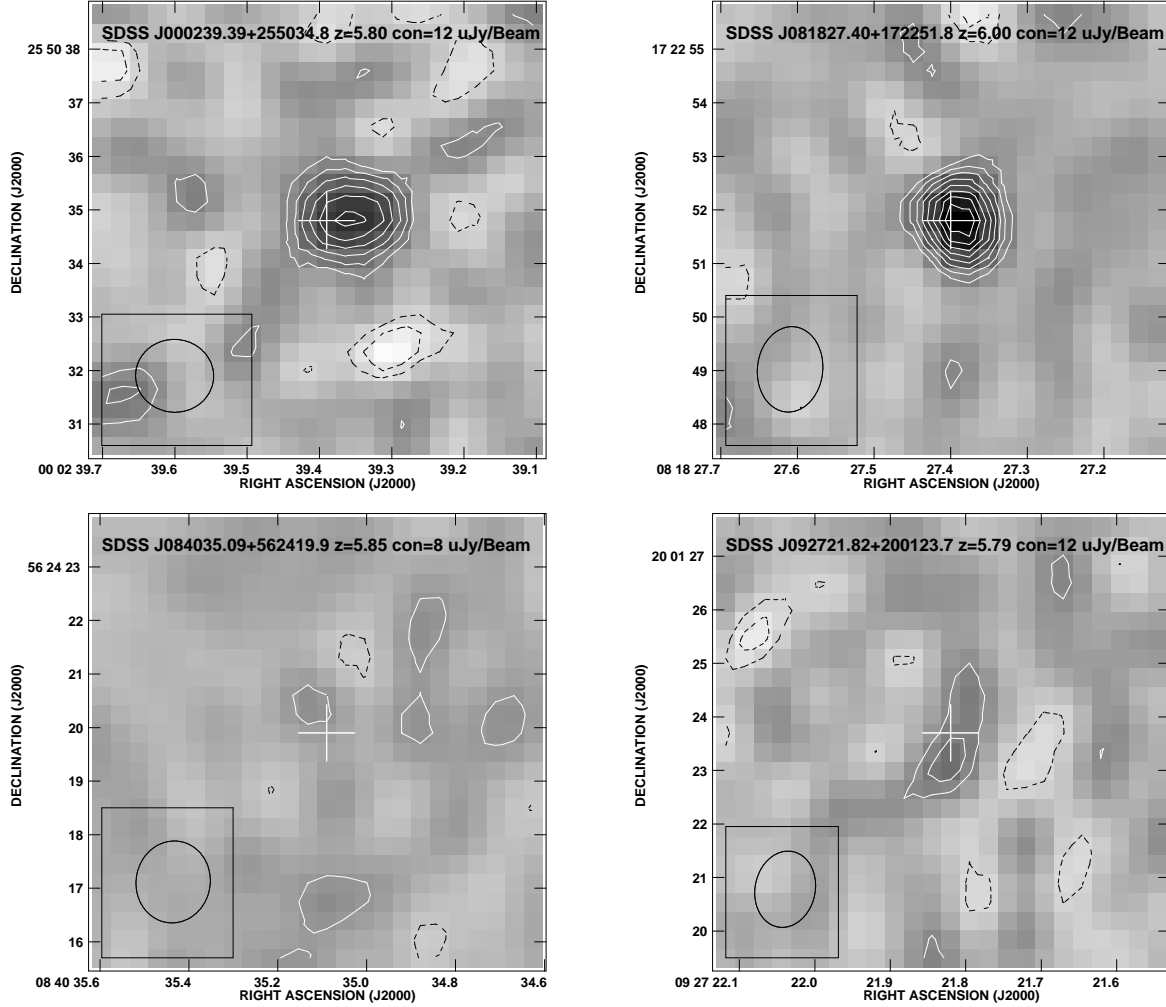 SDSS J000239.39+255034.8 z=5.80 con=12 uJy/Beam
DECLINATION (J2000)
25 50 38
37
36
35
34
33
32
31
00 02 39.7
39.6
39.5
39.4
39.3
39.2
39.1
RIGHT ASCENSION (J2000)
SDSS J081827.40+172251.8 z=6.00 con=12 uJy/Beam
DECLINATION (J2000)
17 22 55
54
53
52
51
50
49
48
08 18 27.7
27.6
27.5
27.4
27.3
27.2
RIGHT ASCENSION (J2000)
SDSS J084035.09+562419.9 z=5.85 con=8 uJy/Beam
DECLINATION (J2000)
56 24 23
22
21
20
19
18
17
16
08 40 35.6
35.4
35.2
35.0
34.8
34.6
RIGHT ASCENSION (J2000)
SDSS J092721.82+200123.7 z=5.79 con=12 uJy/Beam
DECLINATION (J2000)
20 01 27
26
25
24
23
22
21
20
19
09 27 22.1
22.0
21.9
21.8
21.7
21.6
RIGHT ASCENSION (J2000)